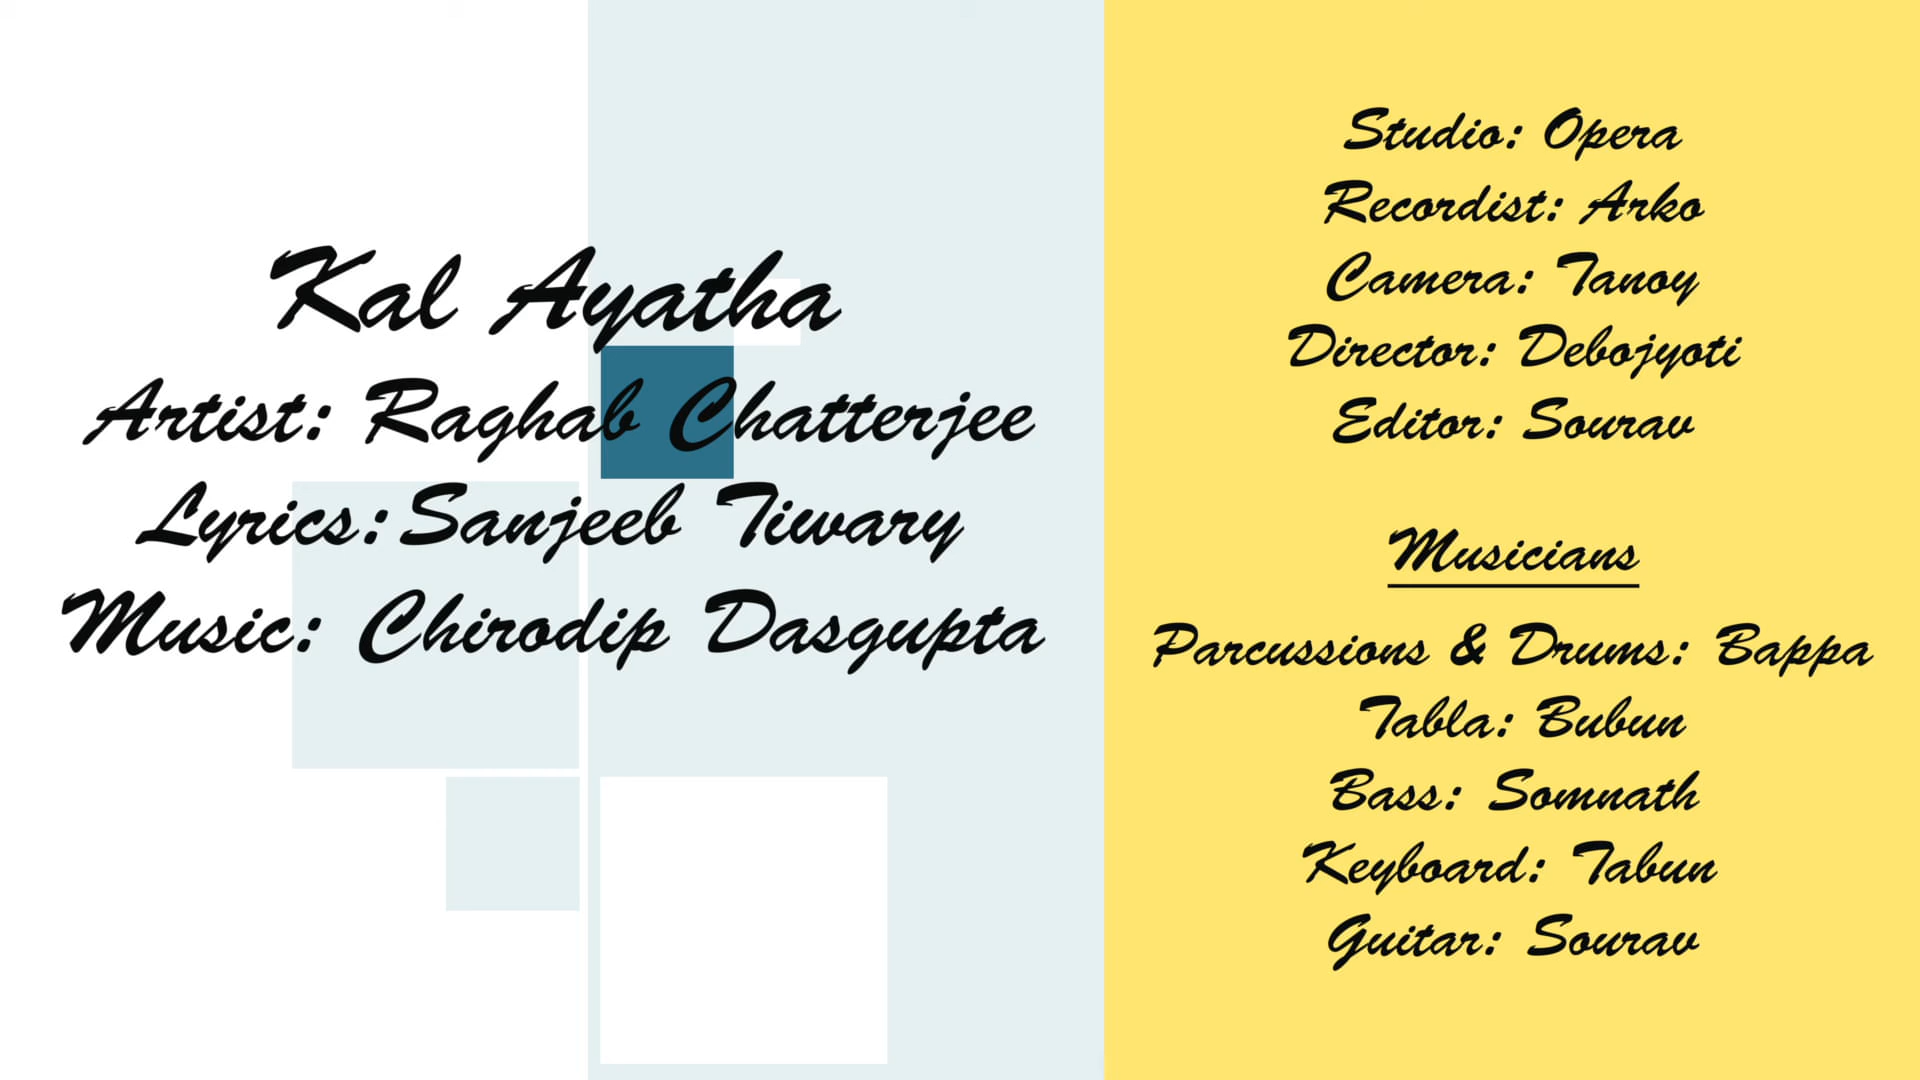 Kal Ayatha
Artist: Raghab Chatterjee
Lyrics:Sanjeeb Tiwary
Music: Chirodip Dasgupta
Studio: Opera
Recordist: Arko
Camera: Tanoy
Director: Debojyoti
Editor: Sourav
Musicians
Parcussions & Drums: Bappa
Tabla: Bubun
Bass: Somnath
Keyboard: Tabun
Guitar: Sourav